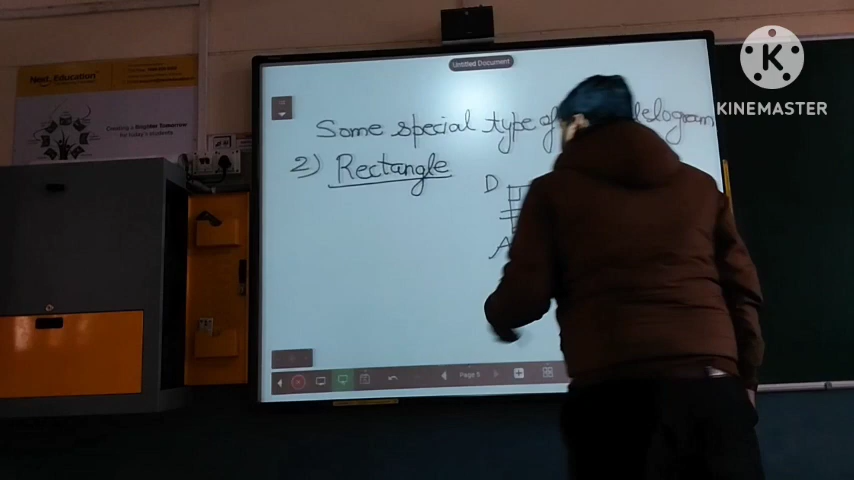 Untitled Document
Next Education
Creating a Brighter Tomorrow
for today's students
KINEMASTER
Some special type of lelogram
2) Rectangle
D
A
Page 5